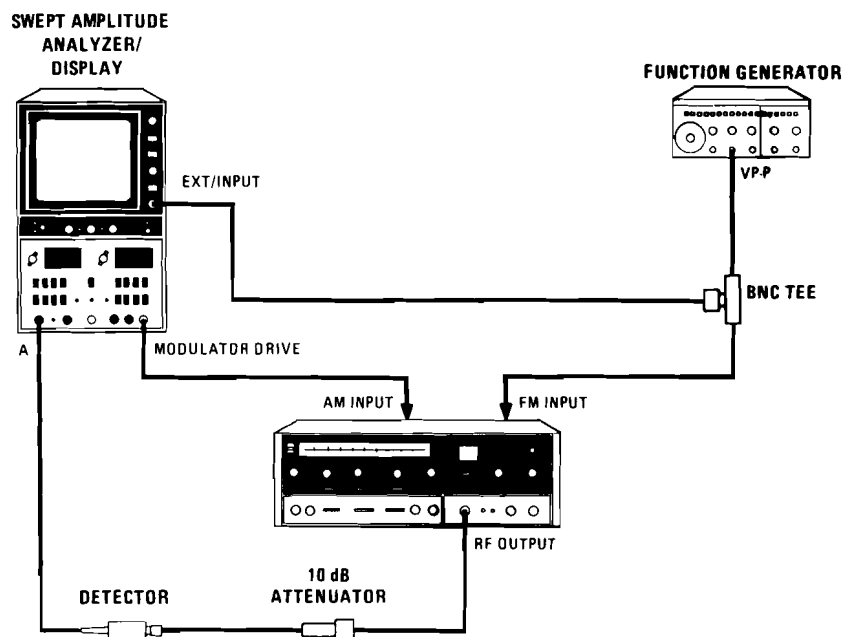 SWEPT AMPLITUDE
ANALYZER/
DISPLAY
FUNCTION GENERATOR
EXT/INPUT
VP-P
BNC TEE
A
MODULATOR DRIVE
AM INPUT
FM INPUT
RF OUTPUT
10 dB
ATTENUATOR
DETECTOR